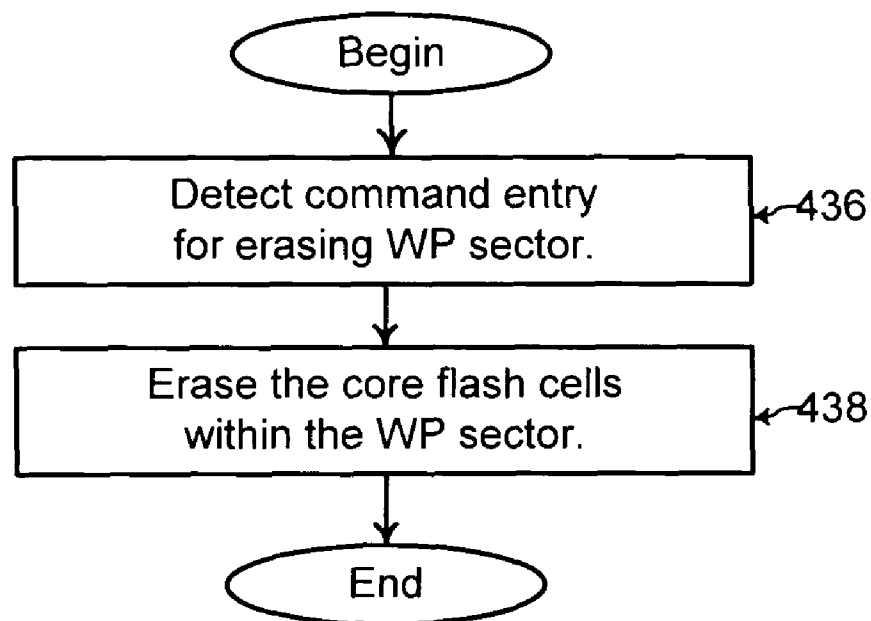 Begin
Detect command entry
for erasing WP sector.
436
Erase the core flash cells
within the WP sector.
438
End